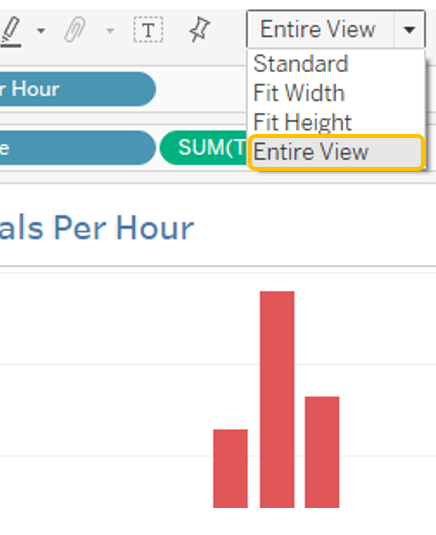 T Entire View
Standard
r Hour Fit Width
Fit Height
e SUM(T Entire View
als Per Hour